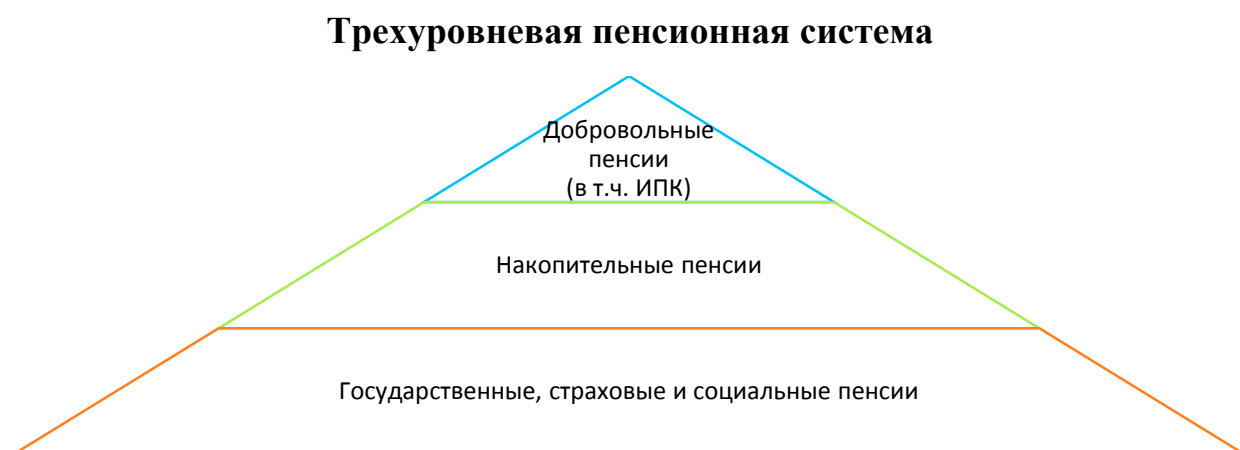 Трехуровневая пенсионная система
Добровольные
пенсии
(в т.ч. ИПК)
Накопительные пенсии
Государственные, страховые и социальные пенсии